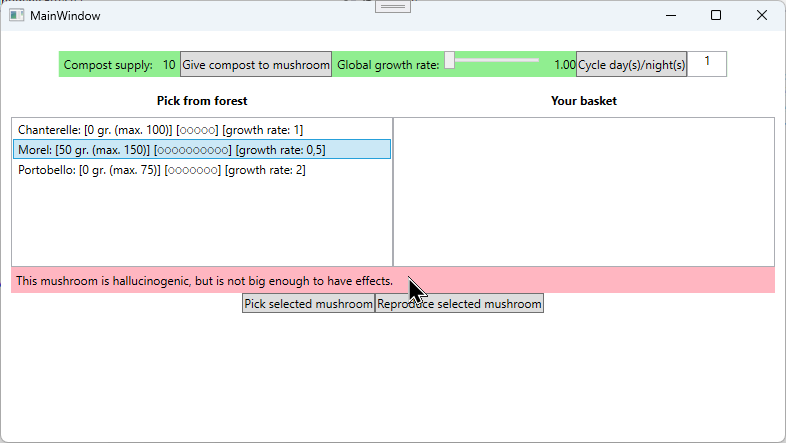 MainWindow
Compost supply: 10 Give compost to mushroom Global growth rate: 1.00 Cycle day(s)/night(s) 1
Pick from forest Your basket
Chanterelle: [0 gr. (max. 100)] [○○○○○] [growth rate: 1]
Morel: [50 gr. (max. 150)] [○○○○○○○○○○] [growth rate: 0,5]
Portobello: [0 gr. (max. 75)] [○○○○○○○] [growth rate: 2]
This mushroom is hallucinogenic, but is not big enough to have effects.
Pick selected mushroom Reproduce selected mushroom